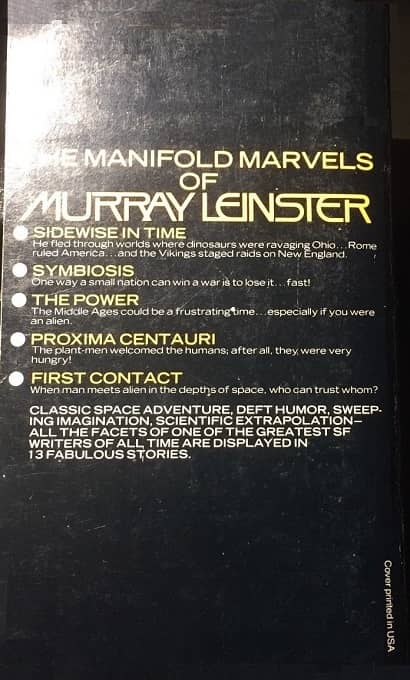 THE MANIFOLD MARVELS
OF
MURRAY LEINSTER
SIDEWISE IN TIME
He fled through worlds where dinosaurs were ravaging Ohio...Rome
ruled America...and the Vikings staged raids on New England.
SYMBIOSIS
One way a small nation can win a war is to lose it...fast!
THE POWER
The Middle Ages could be a frustrating time...especially if you were
an alien.
PROXIMA CENTAURI
The plant-men welcomed the humans; after all, they were very
hungry!
FIRST CONTACT
When man meets alien in the depths of space, who can trust whom?
CLASSIC SPACE ADVENTURE, DEFT HUMOR, SWEEP-
ING IMAGINATION, SCIENTIFIC EXTRAPOLATION—
ALL THE FACETS OF ONE OF THE GREATEST SF
WRITERS OF ALL TIME ARE DISPLAYED IN
13 FABULOUS STORIES.
Cover printed in USA